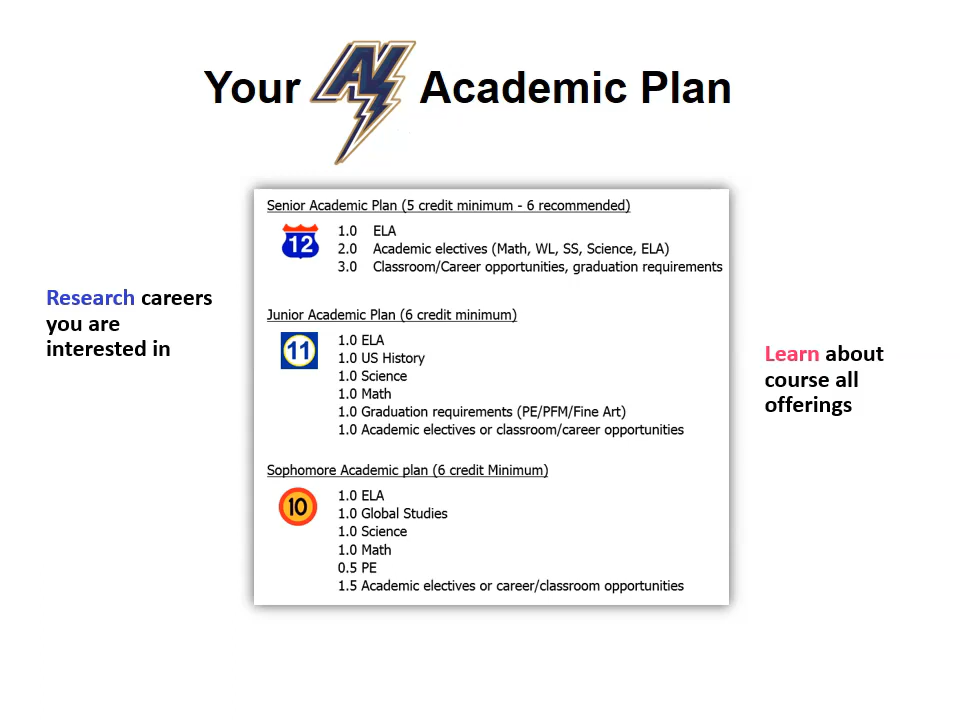 Your AV Academic Plan
Senior Academic Plan (5 credit minimum - 6 recommended)
12
1.0 ELA
2.0 Academic electives (Math, WL, SS, Science, ELA)
3.0 Classroom/Career opportunities, graduation requirements
Research careers
you are
interested in
Junior Academic Plan (6 credit minimum)
11
1.0 ELA
1.0 US History
1.0 Science
1.0 Math
1.0 Graduation requirements (PE/PFM/Fine Art)
1.0 Academic electives or classroom/career opportunities
Learn about
course all
offerings
Sophomore Academic plan (6 credit Minimum)
10
1.0 ELA
1.0 Global Studies
1.0 Science
1.0 Math
0.5 PE
1.5 Academic electives or career/classroom opportunities